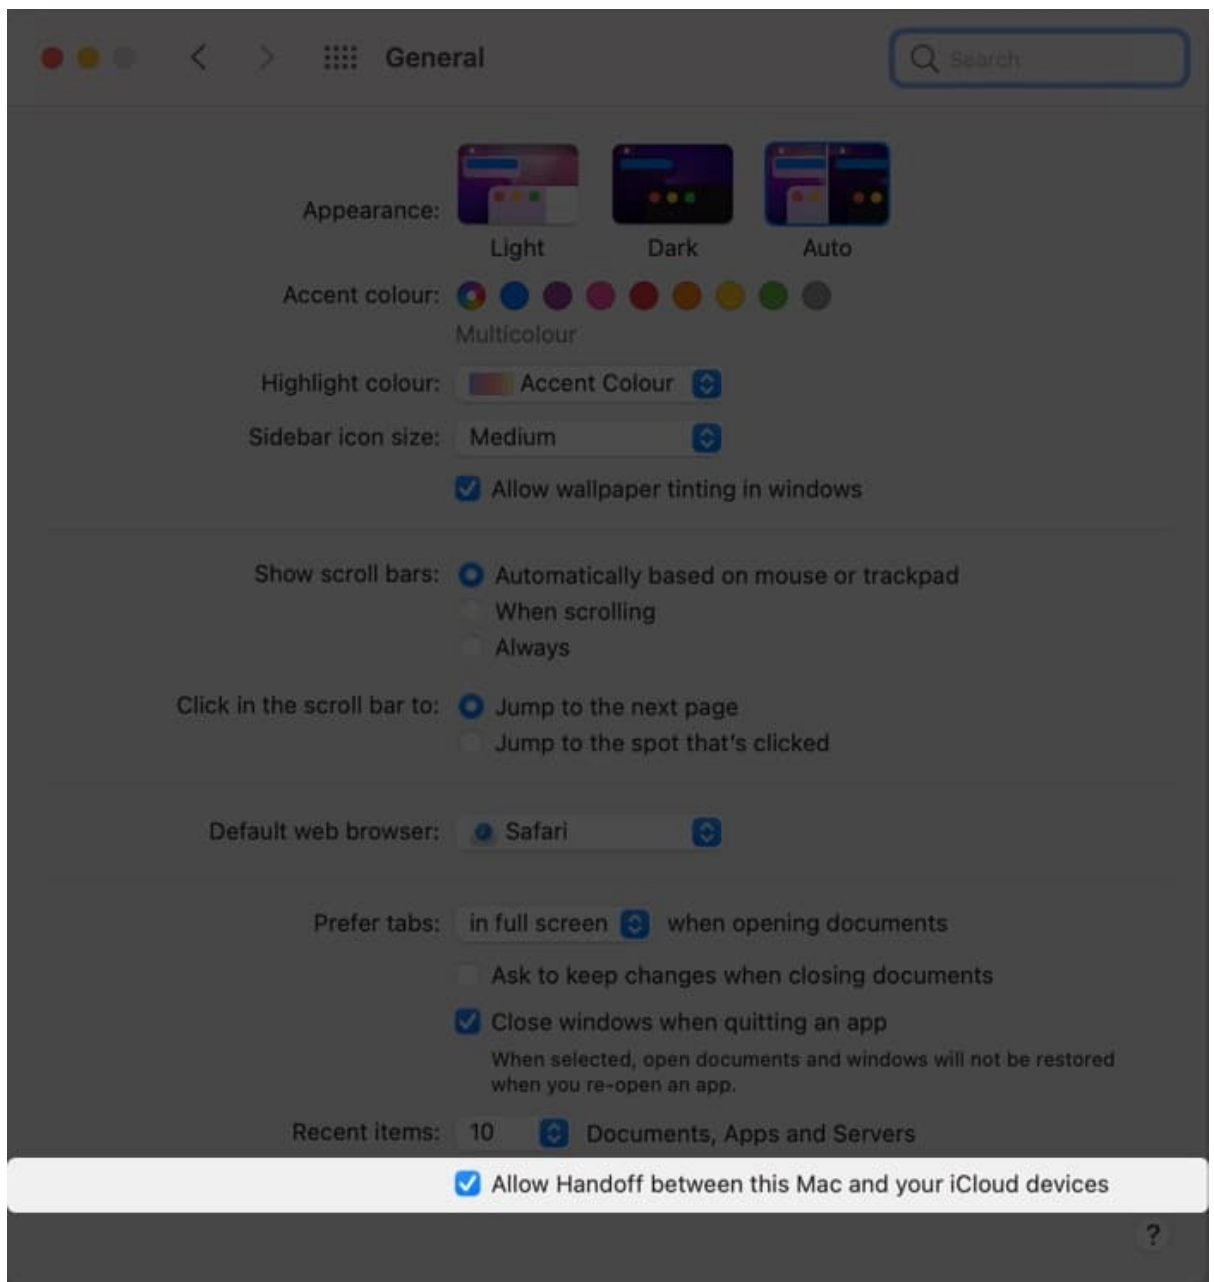 General
Search
Appearance:
Light
Dark
Auto
Accent colour:
Multicolour
Highlight colour: Accent Colour
Sidebar icon size: Medium
Allow wallpaper tinting in windows
Show scroll bars: Automatically based on mouse or trackpad
When scrolling
Always
Click in the scroll bar to: Jump to the next page
Jump to the spot that's clicked
Default web browser: Safari
Prefer tabs: in full screen when opening documents
Ask to keep changes when closing documents
Close windows when quitting an app
When selected, open documents and windows will not be restored
when you re-open an app.
Recent items: 10 Documents, Apps and Servers
Allow Handoff between this Mac and your iCloud devices
?